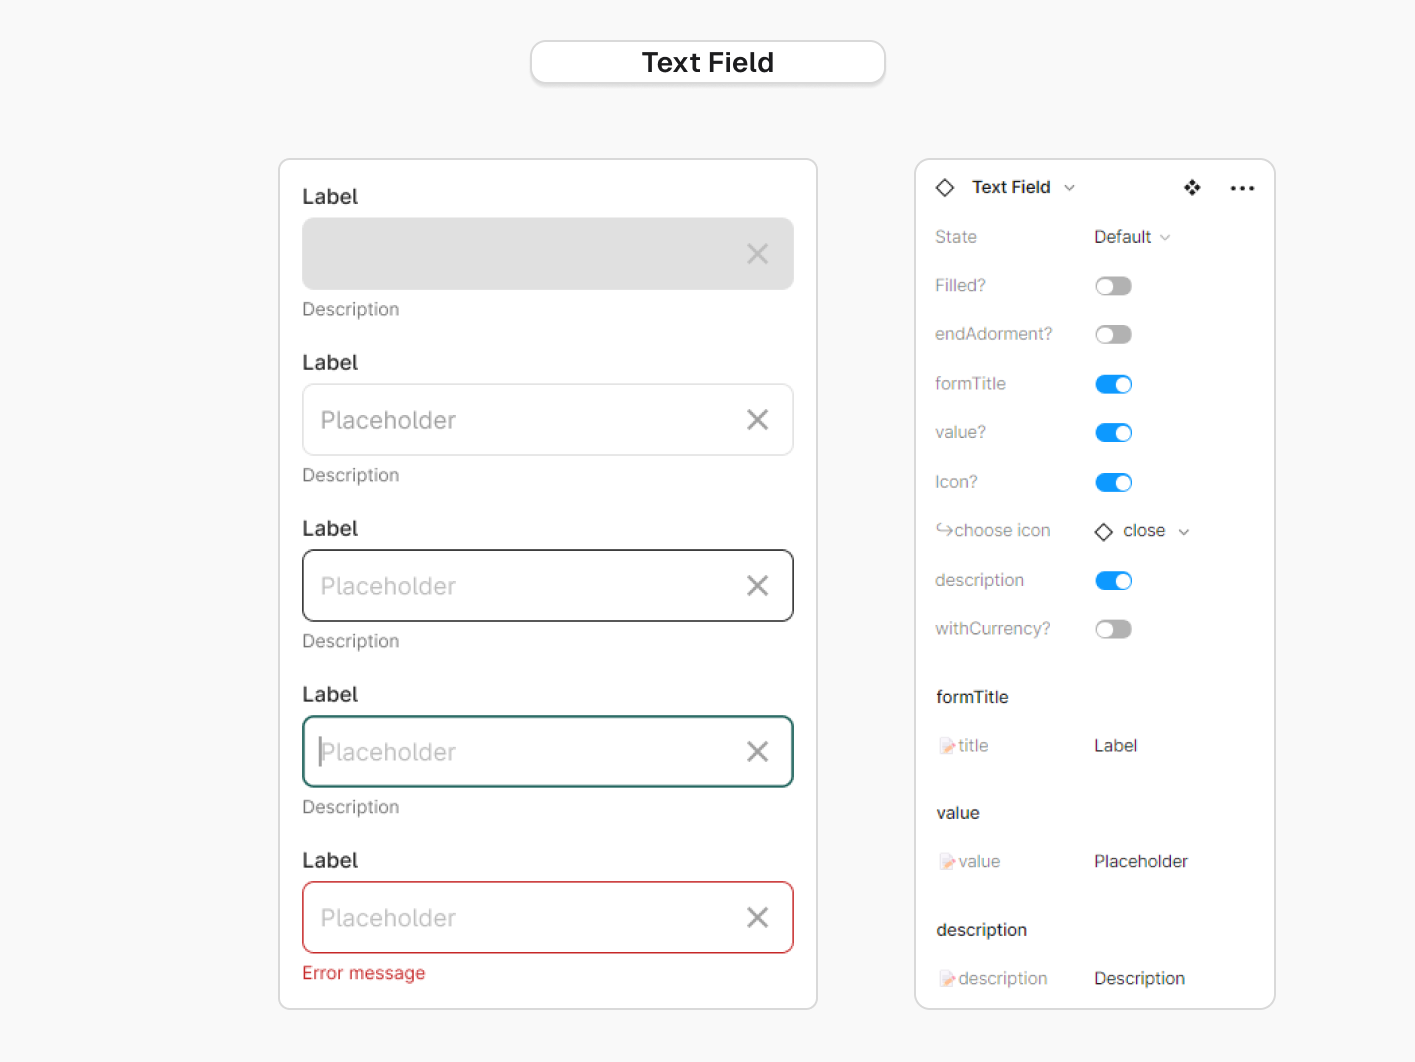 Text Field
Label
Description
Label
Placeholder
Description
Label
Placeholder
Description
Label
Placeholder
Description
Label
Placeholder
Error message
Text Field
State Default
Filled?
endAdorment?
formTitle
value?
Icon?
↪choose icon close
description
withCurrency?
formTitle
📝title Label
value
📝value Placeholder
description
📝description Description